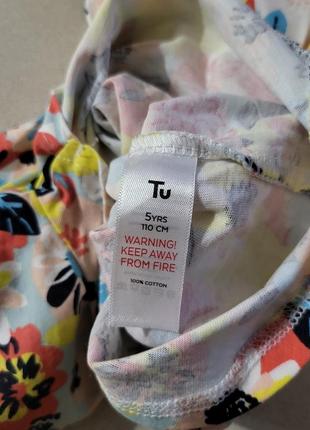 Tu
5YRS
110 CM
WARNING!
KEEP AWAY
FROM FIRE
100% COTTON